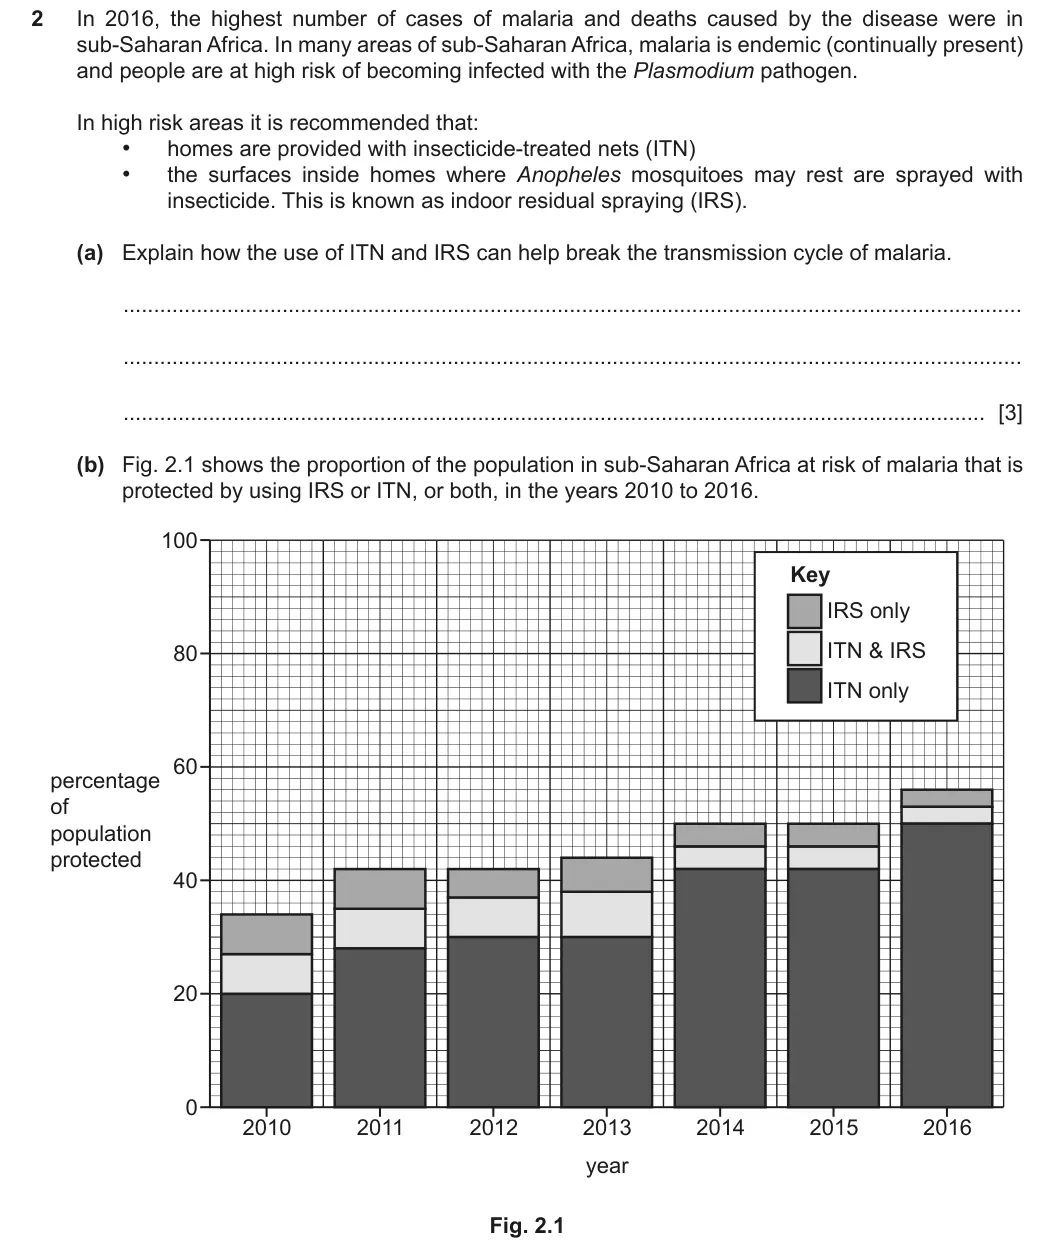 2 In 2016, the highest number of cases of malaria and deaths caused by the disease were in
sub-Saharan Africa. In many areas of sub-Saharan Africa, malaria is endemic (continually present)
and people are at high risk of becoming infected with the Plasmodium pathogen.
In high risk areas it is recommended that:
• homes are provided with insecticide-treated nets (ITN)
• the surfaces inside homes where Anopheles mosquitoes may rest are sprayed with
insecticide. This is known as indoor residual spraying (IRS).
(a) Explain how the use of ITN and IRS can help break the transmission cycle of malaria.
[3]
(b) Fig. 2.1 shows the proportion of the population in sub-Saharan Africa at risk of malaria that is
protected by using IRS or ITN, or both, in the years 2010 to 2016.
100
80
60
40
20
0
percentage
of
population
protected
Key
IRS only
ITN & IRS
ITN only
2010 2011 2012 2013 2014 2015 2016
year
Fig. 2.1